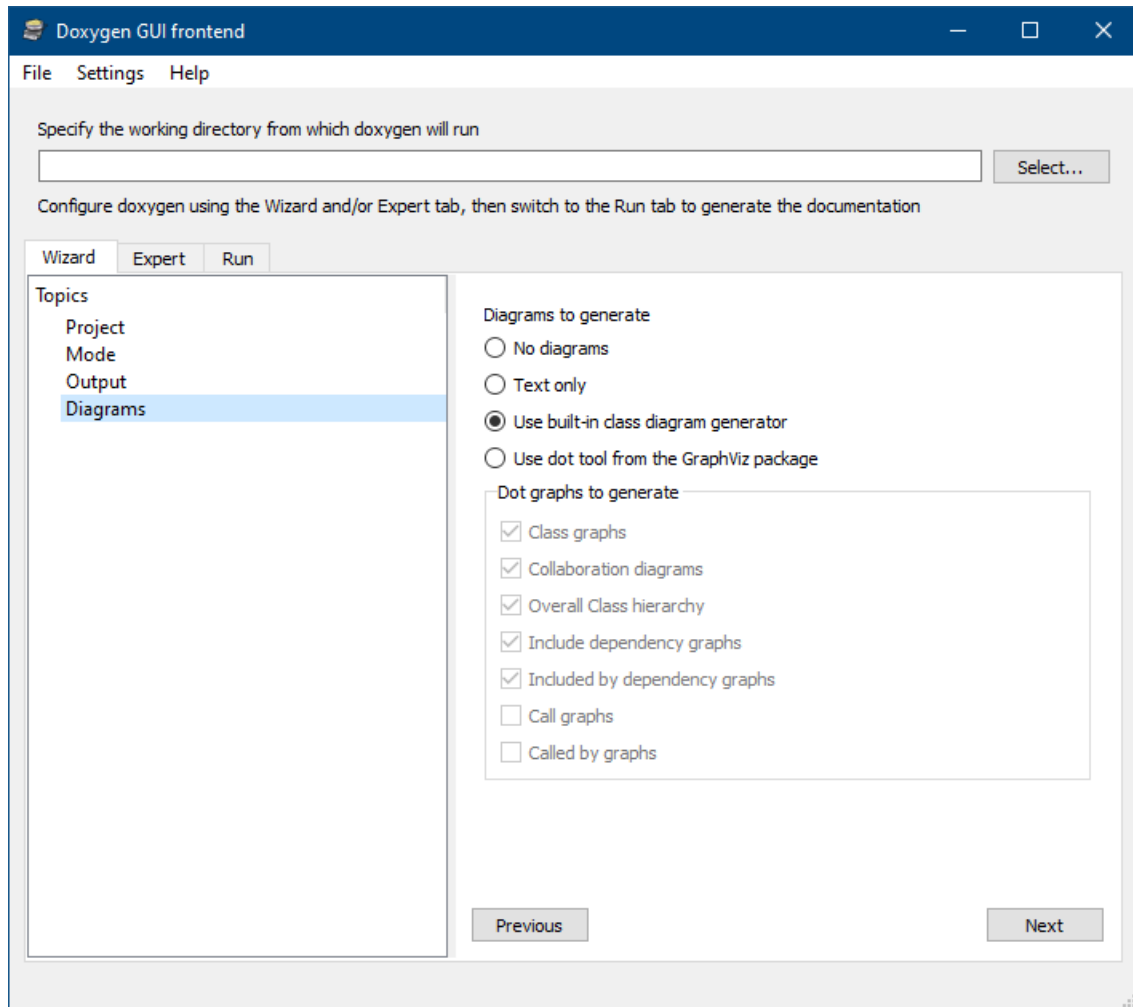 Doxygen GUI frontend
File Settings Help
Specify the working directory from which doxygen will run
Select...
Configure doxygen using the Wizard and/or Expert tab, then switch to the Run tab to generate the documentation
Wizard Expert Run
Topics
Project
Mode
Output
Diagrams
Diagrams to generate
No diagrams
Text only
Use built-in class diagram generator
Use dot tool from the GraphViz package
Dot graphs to generate
Class graphs
Collaboration diagrams
Overall Class hierarchy
Include dependency graphs
Included by dependency graphs
Call graphs
Called by graphs
Previous Next